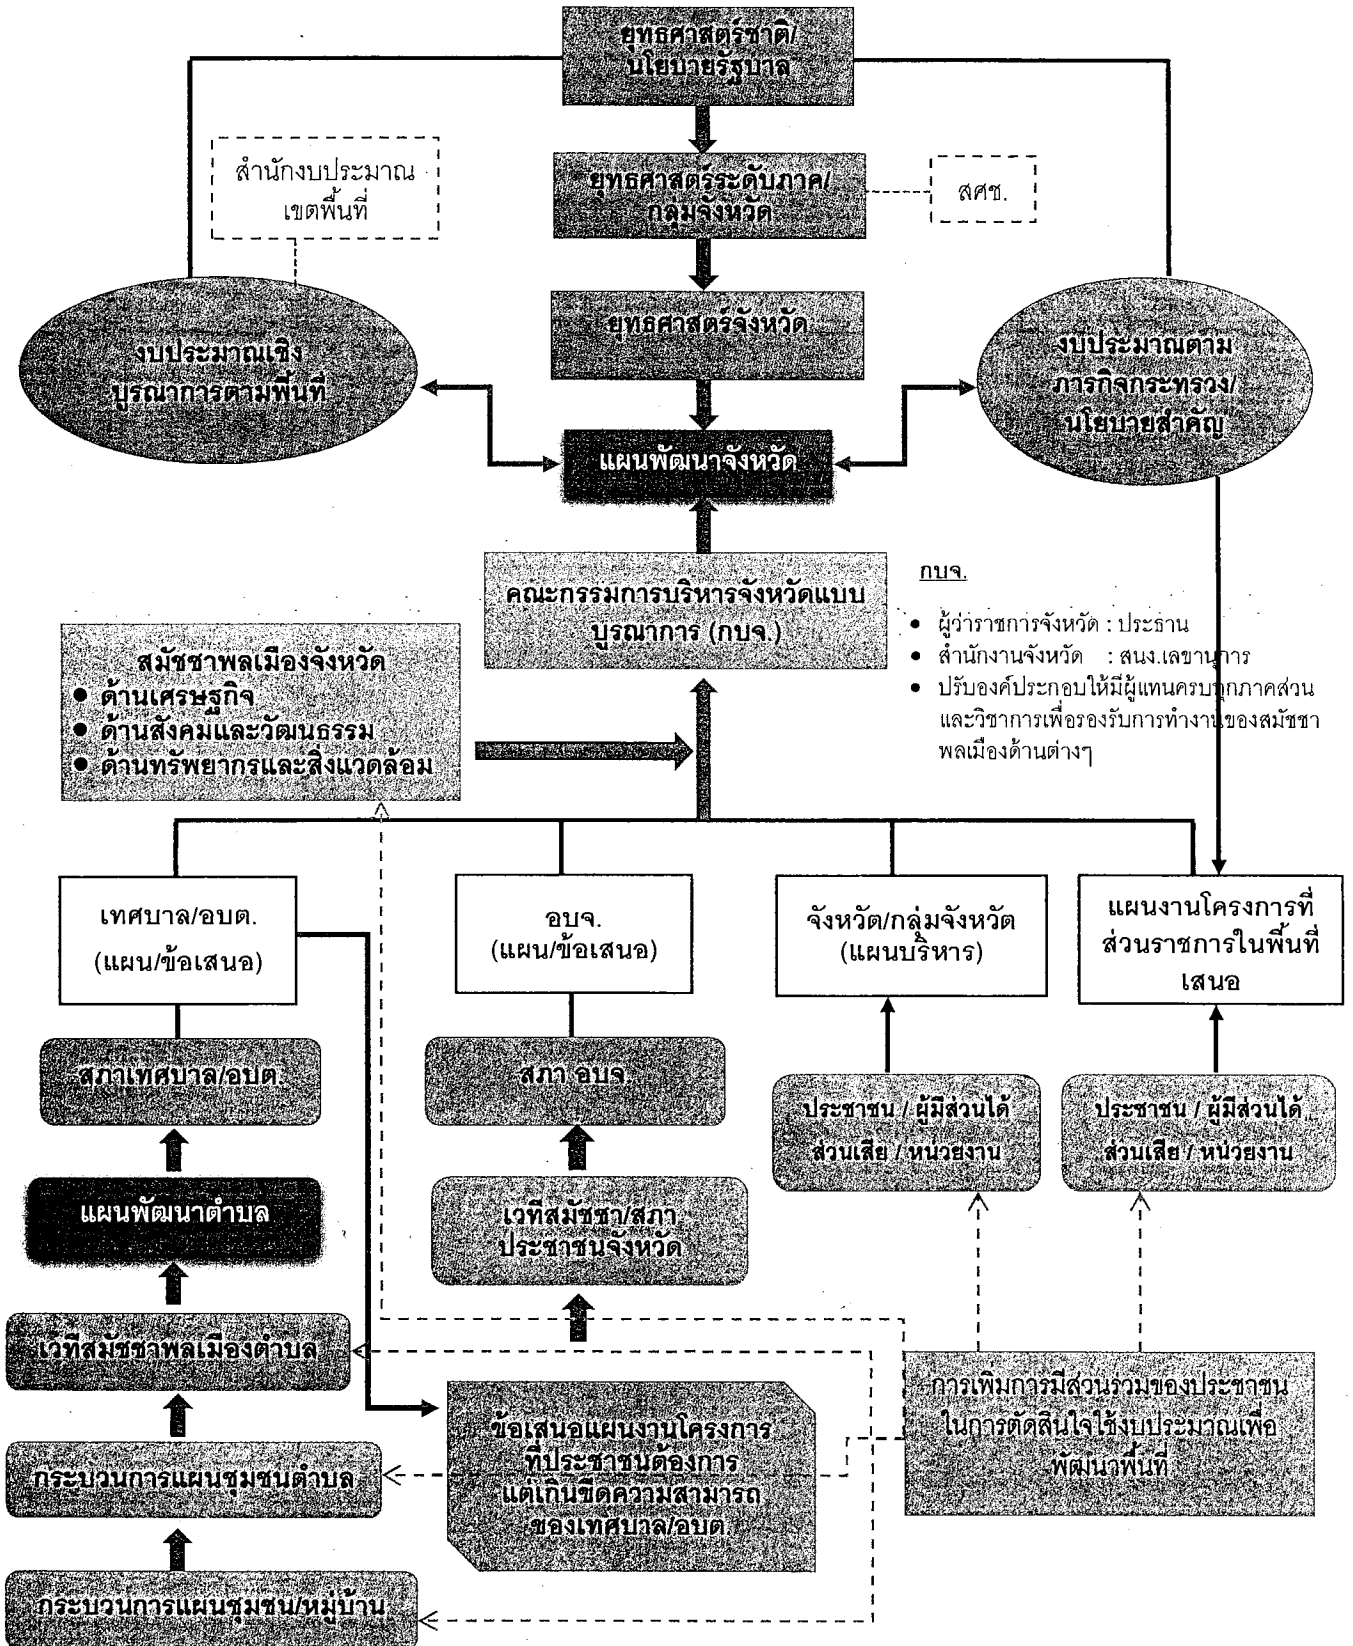 ยุทธศาสตร์ชาติ/
นโยบายรัฐบาล
สำนักงบประมาณ
เขตพื้นที่
ยุทธศาสตร์ระดับภาค/
กลุ่มจังหวัด
สศช.
ยุทธศาสตร์จังหวัด
งบประมาณเชิง
บูรณาการตามพื้นที่
งบประมาณตาม
ภารกิจกระทรวง/
นโยบายสำคัญ
แผนพัฒนาจังหวัด
คณะกรรมการบริหารจังหวัดแบบ
บูรณาการ (กบจ.)
กบจ.
• ผู้ว่าราชการจังหวัด : ประธาน
• สำนักงานจังหวัด : สนง.เลขานุการ
• ปรับองค์ประกอบให้มีผู้แทนครบทุกภาคส่วน
และวิชาการเพื่อรองรับการทำงานของสมัชชา
พลเมืองด้านต่างๆ
สมัชชาพลเมืองจังหวัด
• ด้านเศรษฐกิจ
• ด้านสังคมและวัฒนธรรม
• ด้านทรัพยากรและสิ่งแวดล้อม
เทศบาล/อบต.
(แผน/ข้อเสนอ)
อบจ.
(แผน/ข้อเสนอ)
จังหวัด/กลุ่มจังหวัด
(แผนบริหาร)
แผนงานโครงการที่
ส่วนราชการในพื้นที่
เสนอ
สภาเทศบาล/อบต.
สภา อบจ.
ประชาชน / ผู้มีส่วนได้
ส่วนเสีย / หน่วยงาน
ประชาชน / ผู้มีส่วนได้
ส่วนเสีย / หน่วยงาน
แผนพัฒนาตำบล
เวทีสมัชชา/สภา
ประชาชนจังหวัด
เวทีสมัชชาพลเมืองตำบล
กระบวนการแผนชุมชนตำบล
กระบวนการแผนชุมชน/หมู่บ้าน
ข้อเสนอแผนงานโครงการ
ที่ประชาชนต้องการ
แต่เกินขีดความสามารถ
ของเทศบาล/อบต
การเพิ่มการมีส่วนร่วมของประชาชน
ในการตัดสินใจใช้งบประมาณเพื่อ
พัฒนาพื้นที่